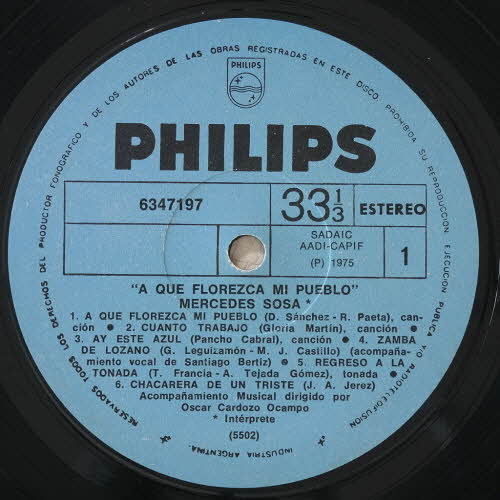 RESERVADOS TODOS LOS DERECHOS DEL PRODUCTOR FONOGRAFICO Y DE LOS AUTORES DE LAS OBRAS REGISTRADAS EN ESTE DISCO. PROHIBIDA SU REPRODUCCION, EJECUCION PUBLICA Y/O RADIOTELEDIFUSION
PHILIPS
PHILIPS
6347197
33 1/3
ESTEREO
SADAIC
AADI-CAPIF
(P) 1975
1
"A QUE FLOREZCA MI PUEBLO"
MERCEDES SOSA *
1. A QUE FLOREZCA MI PUEBLO (D. Sánchez - R. Paeta), can-
ción ● 2. CUANTO TRABAJO (Gloria Martín), canción ●
3. AY ESTE AZUL (Pancho Cabral), canción ● 4. ZAMBA
DE LOZANO (G. Leguizamón - M. J. Castillo) (acompaña-
miento vocal de Santiago Bertiz) ● 5. REGRESO A LA
TONADA (T. Francia - A. Tejada Gómez), tonada ●
6. CHACARERA DE UN TRISTE (J. A. Jerez)
Acompañamiento Musical dirigido por
Oscar Cardozo Ocampo
* Intérprete
(5502)
INDUSTRIA ARGENTINA.